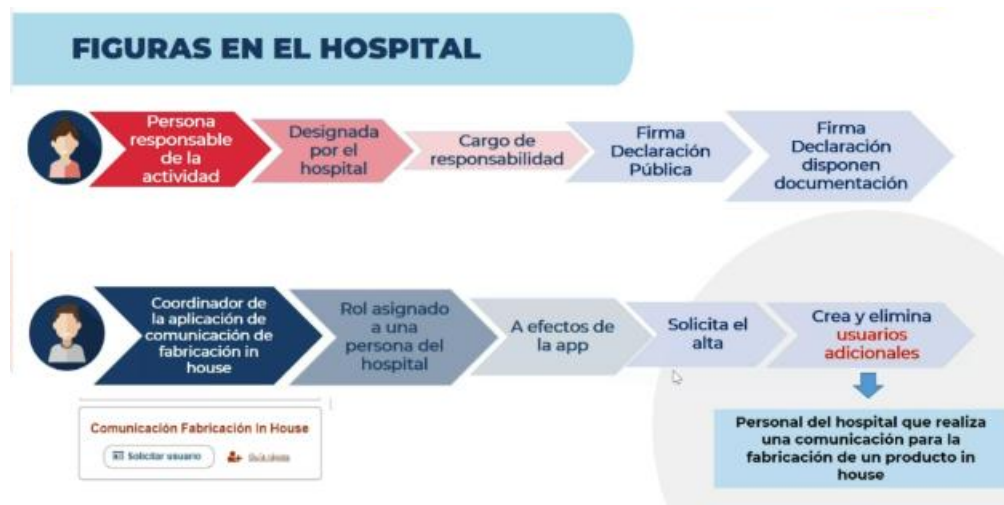 FIGURAS EN EL HOSPITAL
Persona
responsable
de la
actividad
Designada
por el
hospital
Cargo de
responsabilidad
Firma
Declaración
Pública
Firma
Declaración
disponen
documentación
Coordinador de
la aplicación de
comunicación de
fabricación in
house
Rol asignado
a una
persona del
hospital
A efectos de
la app
Solicita el
alta
Crea y elimina
usuarios
adicionales
Comunicación Fabricación In House
Solicitar usuario
Personal del hospital que realiza
una comunicación para la
fabricación de un producto in
house